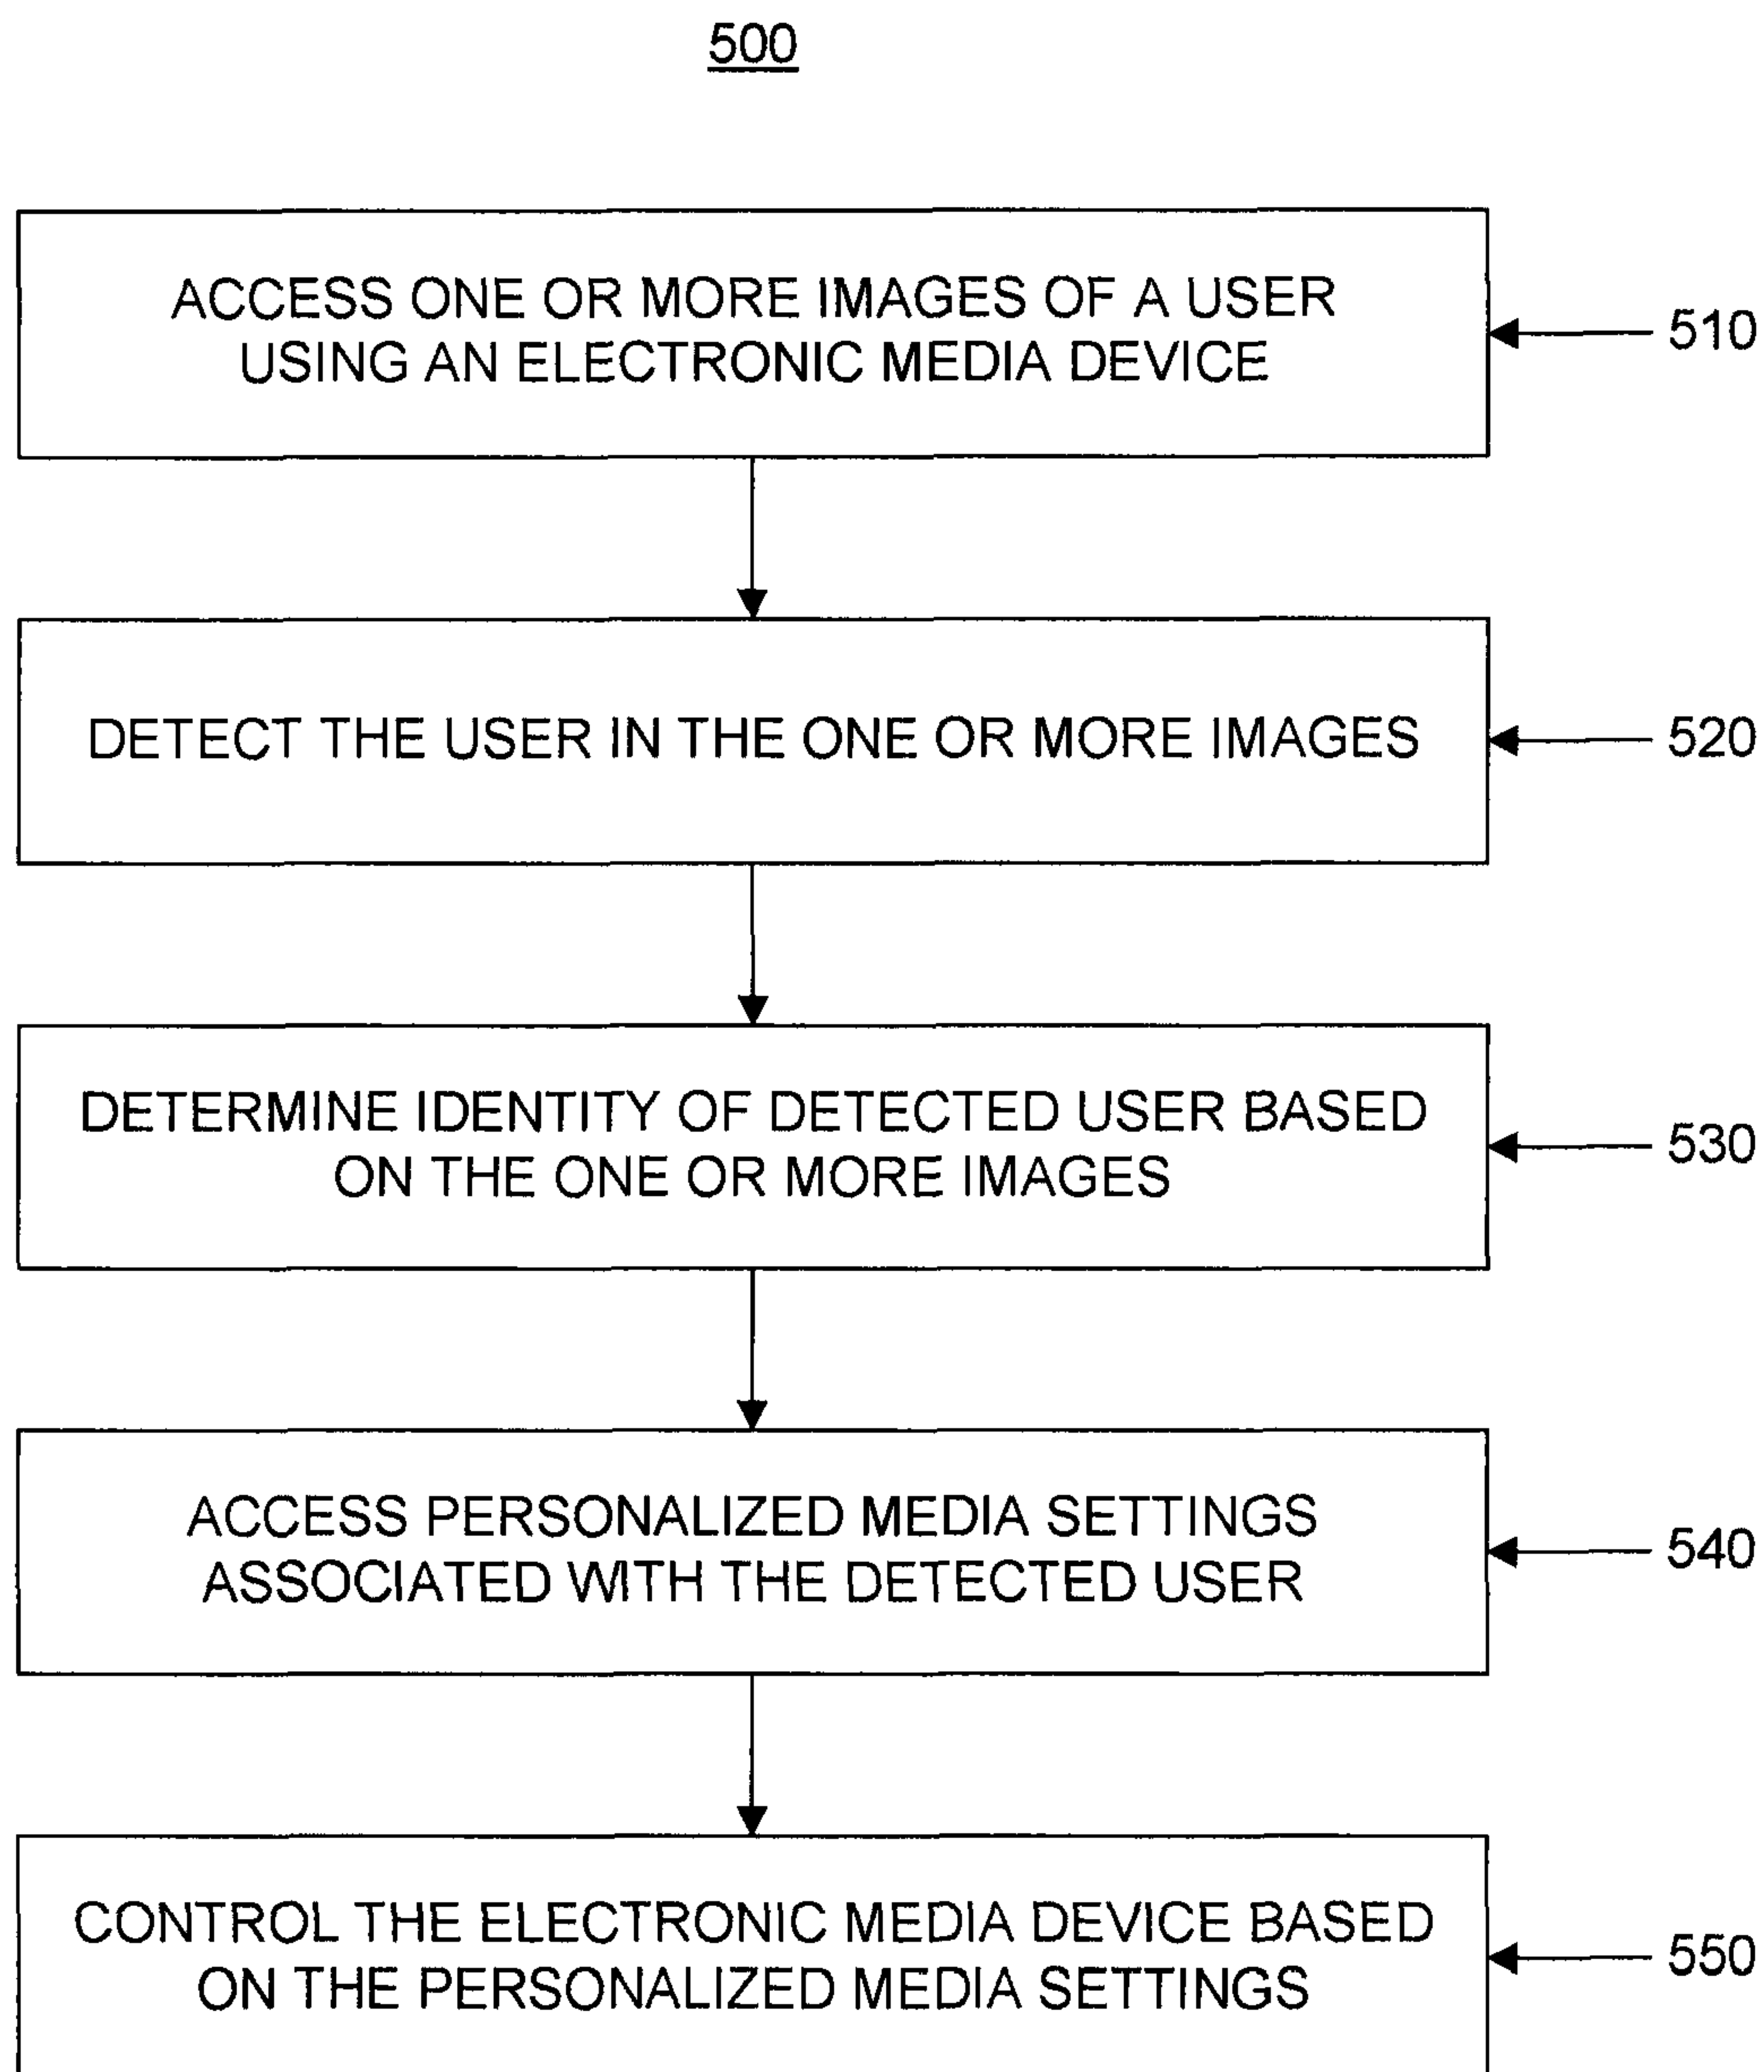 500
ACCESS ONE OR MORE IMAGES OF A USER
USING AN ELECTRONIC MEDIA DEVICE
510
DETECT THE USER IN THE ONE OR MORE IMAGES
520
DETERMINE IDENTITY OF DETECTED USER BASED
ON THE ONE OR MORE IMAGES
530
ACCESS PERSONALIZED MEDIA SETTINGS
ASSOCIATED WITH THE DETECTED USER
540
CONTROL THE ELECTRONIC MEDIA DEVICE BASED
ON THE PERSONALIZED MEDIA SETTINGS
550